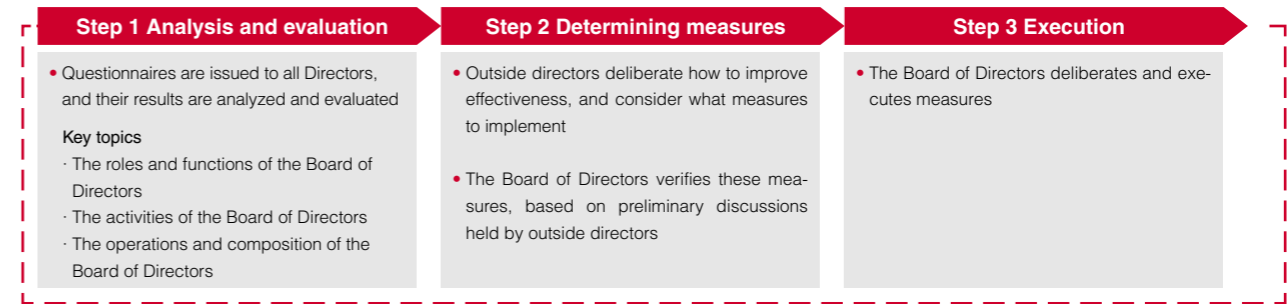 Step 1 Analysis and evaluation
• Questionnaires are issued to all Directors,
and their results are analyzed and evaluated
Key topics
· The roles and functions of the Board of
Directors
· The activities of the Board of Directors
· The operations and composition of the
Board of Directors
Step 2 Determining measures
• Outside directors deliberate how to improve
effectiveness, and consider what measures
to implement
• The Board of Directors verifies these mea-
sures, based on preliminary discussions
held by outside directors
Step 3 Execution
• The Board of Directors deliberates and exe-
cutes measures